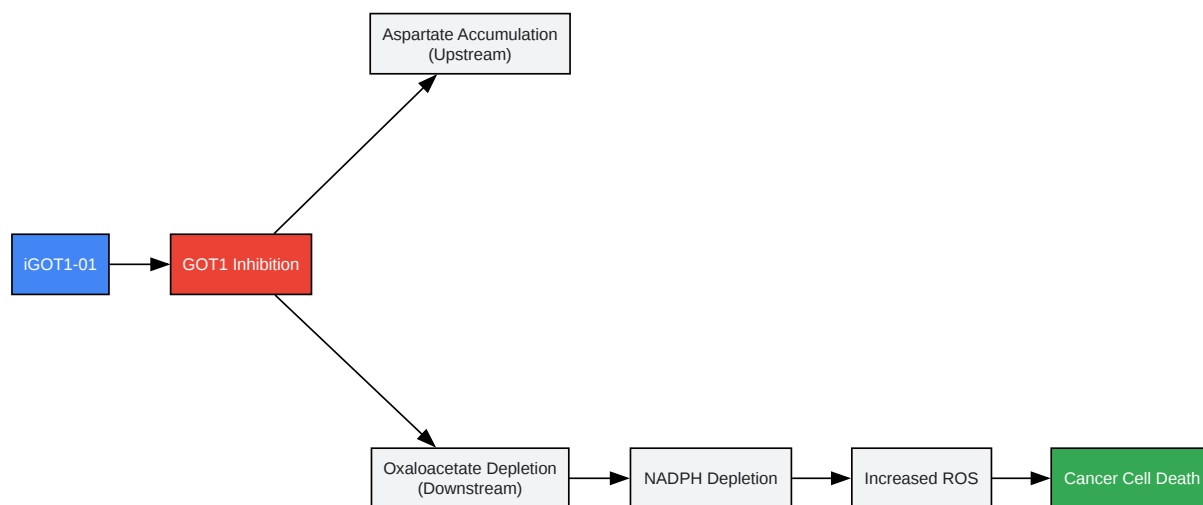 Aspartate Accumulation
(Upstream)
iGOT1-01
GOT1 Inhibition
Oxaloacetate Depletion
(Downstream)
NADPH Depletion
Increased ROS
Cancer Cell Death